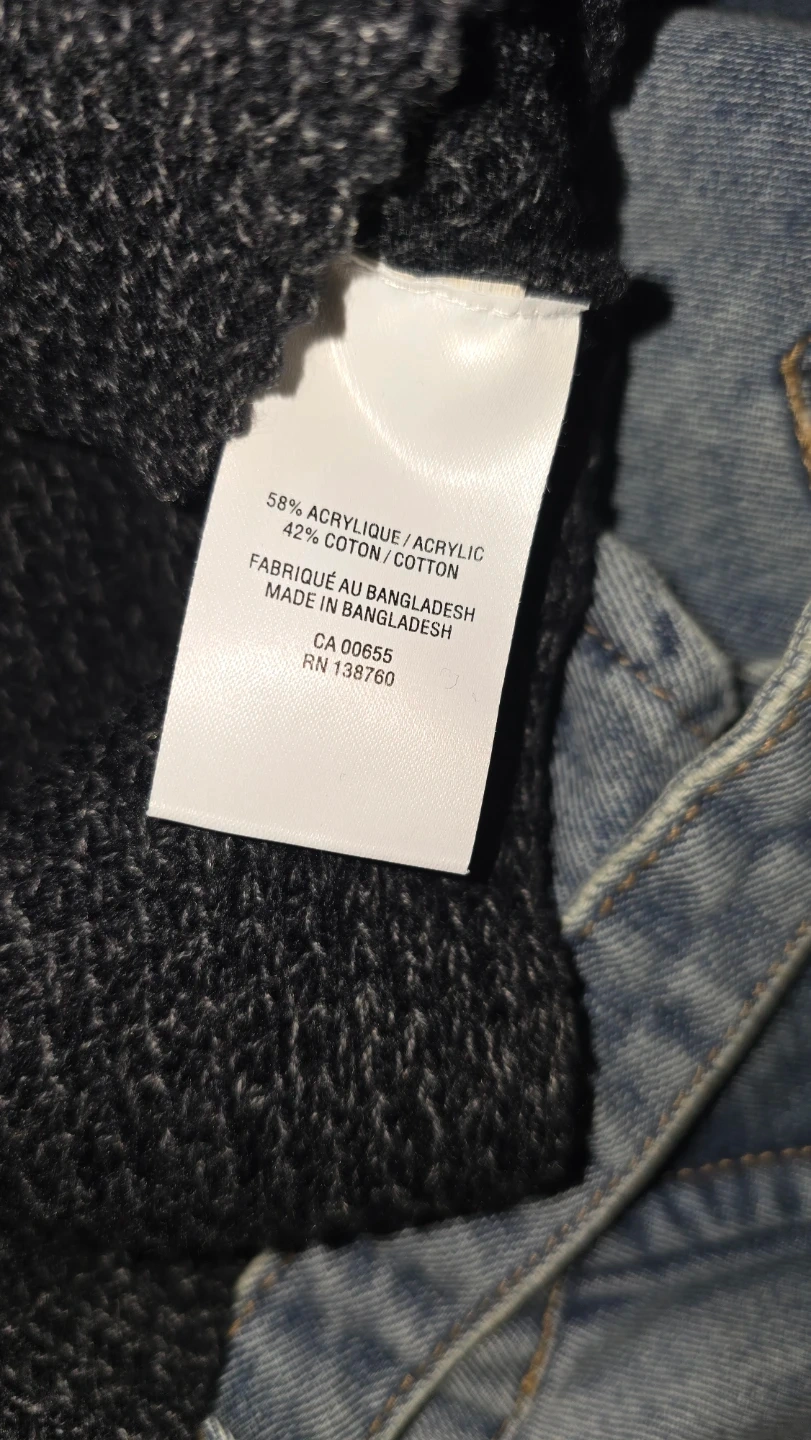 58% ACRYLIQUE / ACRYLIC
42% COTON / COTTON
FABRIQUÉ AU BANGLADESH
MADE IN BANGLADESH
CA 00655
RN 138760